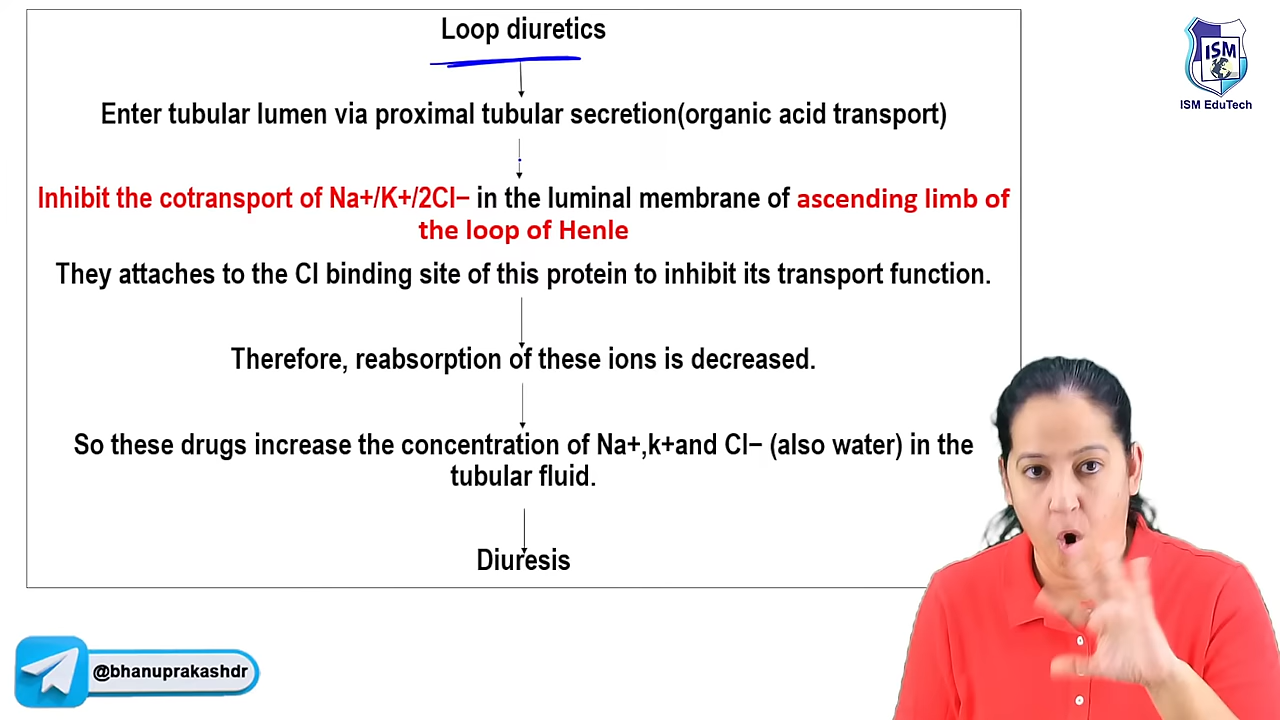 Loop diuretics
Enter tubular lumen via proximal tubular secretion(organic acid transport)
Inhibit the cotransport of Na+/K+/2Cl− in the luminal membrane of ascending limb of
the loop of Henle
They attaches to the Cl binding site of this protein to inhibit its transport function.
Therefore, reabsorption of these ions is decreased.
So these drugs increase the concentration of Na+,k+and Cl− (also water) in the
tubular fluid.
Diuresis
ISM
ISM EduTech
@bhanuprakashdr